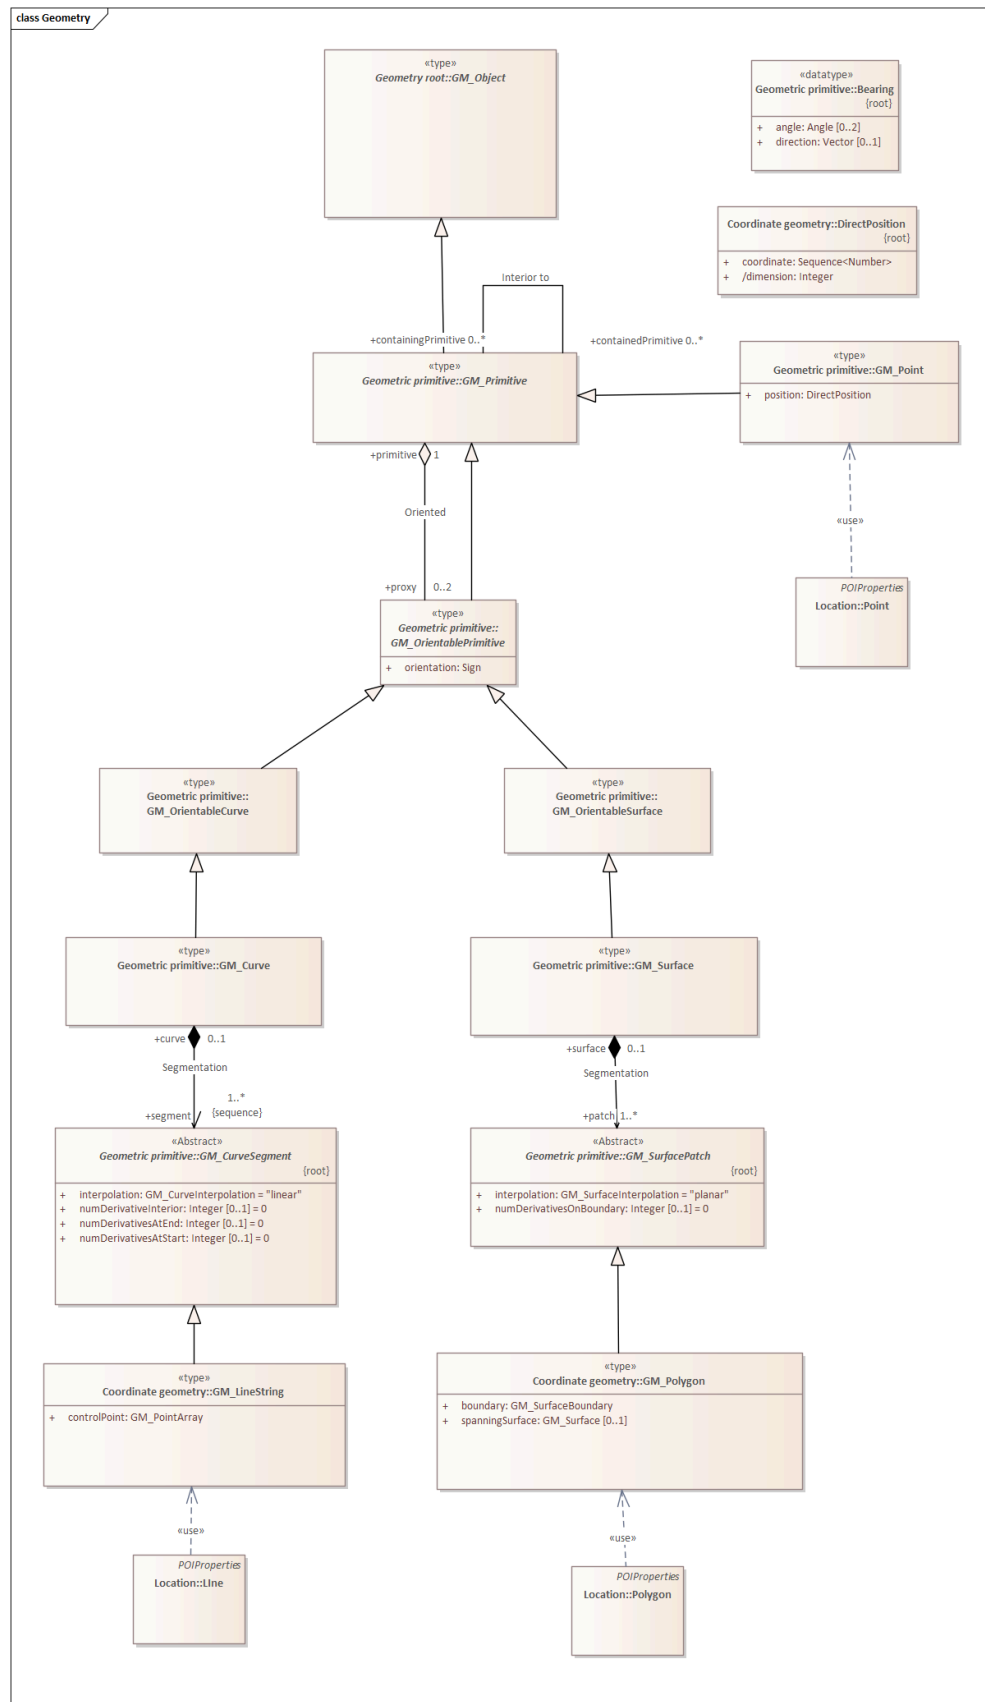 class Geometry
«type»
Geometry root::GM_Object
«datatype»
Geometric primitive::Bearing
{root}
+ angle: Angle [0..2]
+ direction: Vector [0..1]
Coordinate geometry::DirectPosition
{root}
+ coordinate: Sequence<Number>
+ /dimension: Integer
Interior to
+containingPrimitive 0..*
+containedPrimitive 0..*
«type»
Geometric primitive::GM_Primitive
«type»
Geometric primitive::GM_Point
+ position: DirectPosition
+primitive 1
Oriented
+proxy 0..2
«use»
POIProperties
Location::Point
«type»
Geometric primitive::
GM_OrientablePrimitive
+ orientation: Sign
«type»
Geometric primitive::
GM_OrientableCurve
«type»
Geometric primitive::
GM_OrientableSurface
«type»
Geometric primitive::GM_Curve
«type»
Geometric primitive::GM_Surface
+curve 0..1
Segmentation
1..*
+segment {sequence}
+surface 0..1
Segmentation
+patch 1..*
«Abstract»
Geometric primitive::GM_CurveSegment
{root}
+ interpolation: GM_CurveInterpolation = "linear"
+ numDerivativeInterior: Integer [0..1] = 0
+ numDerivativesAtEnd: Integer [0..1] = 0
+ numDerivativesAtStart: Integer [0..1] = 0
«Abstract»
Geometric primitive::GM_SurfacePatch
{root}
+ interpolation: GM_SurfaceInterpolation = "planar"
+ numDerivativesOnBoundary: Integer [0..1] = 0
«type»
Coordinate geometry::GM_LineString
+ controlPoint: GM_PointArray
«type»
Coordinate geometry::GM_Polygon
+ boundary: GM_SurfaceBoundary
+ spanningSurface: GM_Surface [0..1]
«use»
POIProperties
Location::LIne
«use»
POIProperties
Location::Polygon